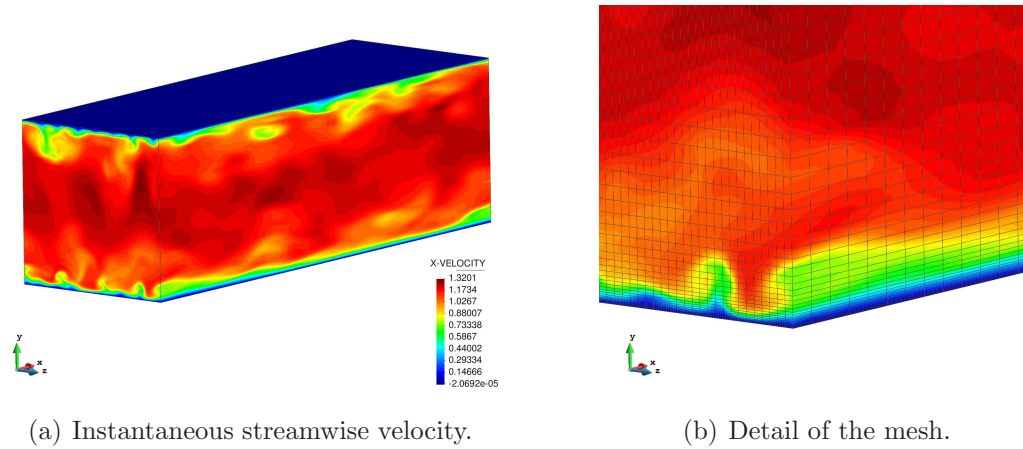 X-VELOCITY
1.3201
1.1734
1.0267
0.88007
0.73338
0.5867
0.44002
0.29334
0.14666
-2.0692e-05
y
x
z
y
x
z
(a) Instantaneous streamwise velocity.
(b) Detail of the mesh.